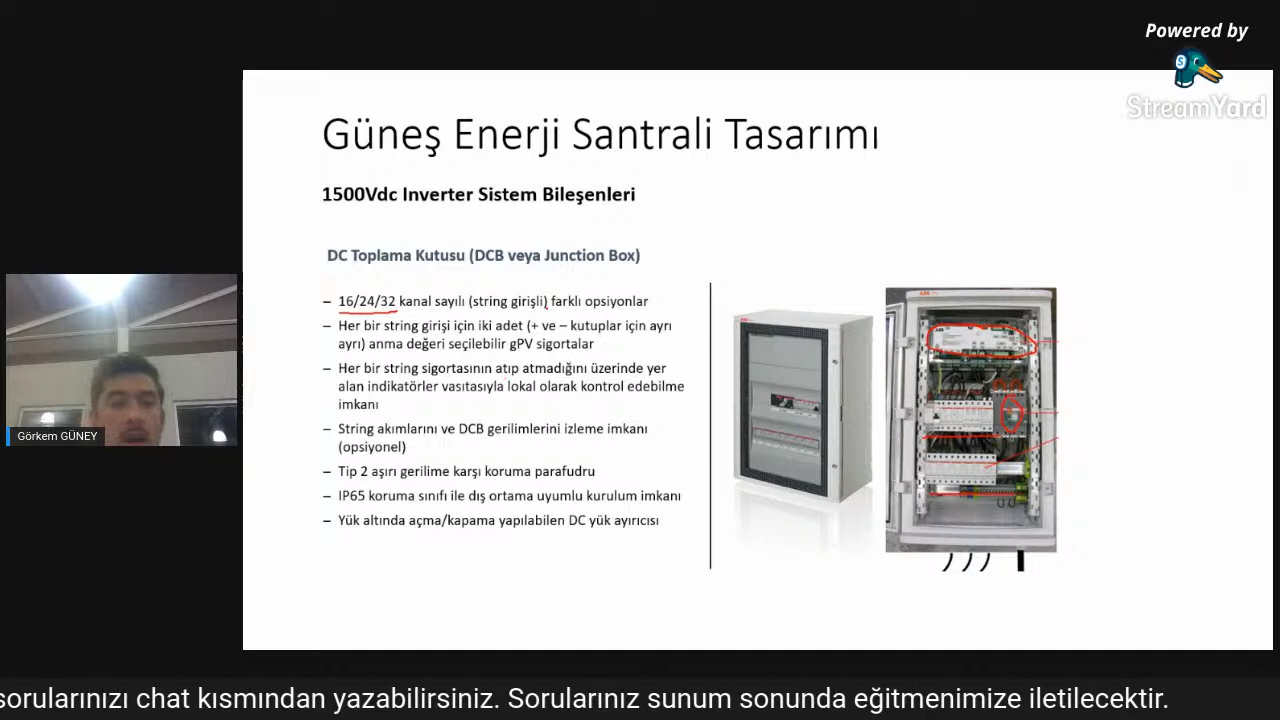 Powered by
StreamYard
Güneş Enerji Santrali Tasarımı
1500Vdc Inverter Sistem Bileşenleri
DC Toplama Kutusu (DCB veya Junction Box)
– 16/24/32 kanal sayılı (string girişli) farklı opsiyonlar
– Her bir string girişi için iki adet (+ ve – kutuplar için ayrı
ayrı) anma değeri seçilebilir gPV sigortalar
– Her bir string sigortasının atıp atmadığını üzerinde yer
alan indikatörler vasıtasıyla lokal olarak kontrol edebilme
imkanı
– String akımlarını ve DCB gerilimlerini izleme imkanı
(opsiyonel)
– Tip 2 aşırı gerilime karşı koruma parafudru
– IP65 koruma sınıfı ile dış ortama uyumlu kurulum imkanı
– Yük altında açma/kapama yapılabilen DC yük ayırıcısı
ABB
Görkem GÜNEY
sorularınızı chat kısmından yazabilirsiniz. Sorularınız sunum sonunda eğitmenimize iletilecektir.